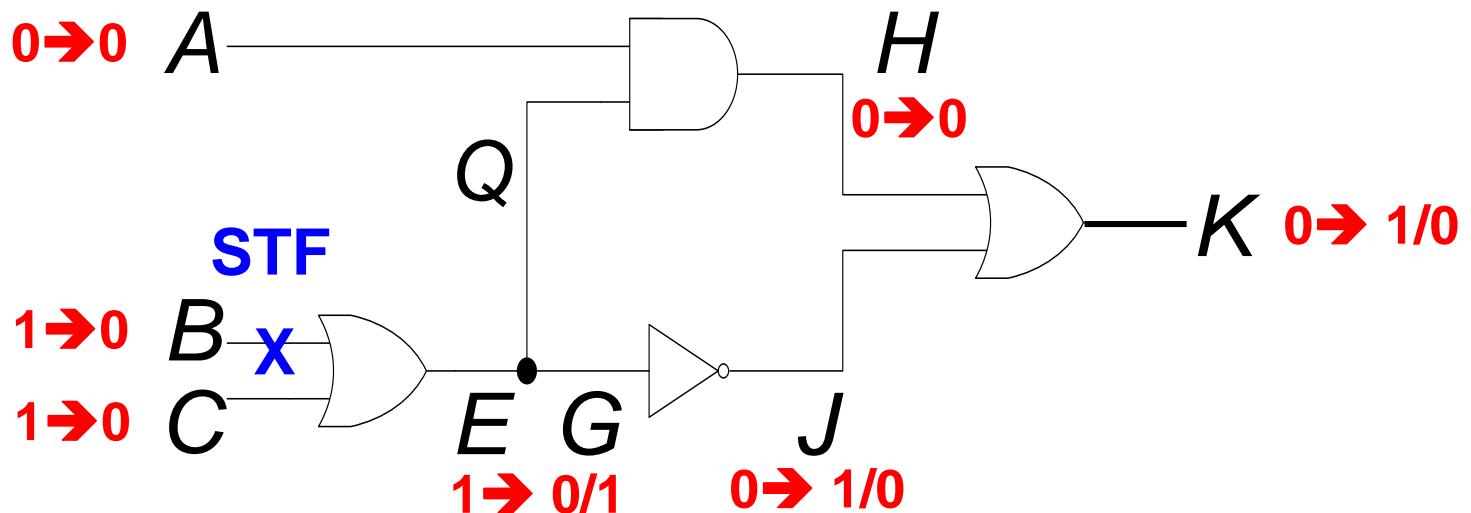 0➔0 A
H
0➔0
Q
K 0➔ 1/0
STF
1➔0 B
X
1➔0 C
E G J
1➔ 0/1
0➔ 1/0